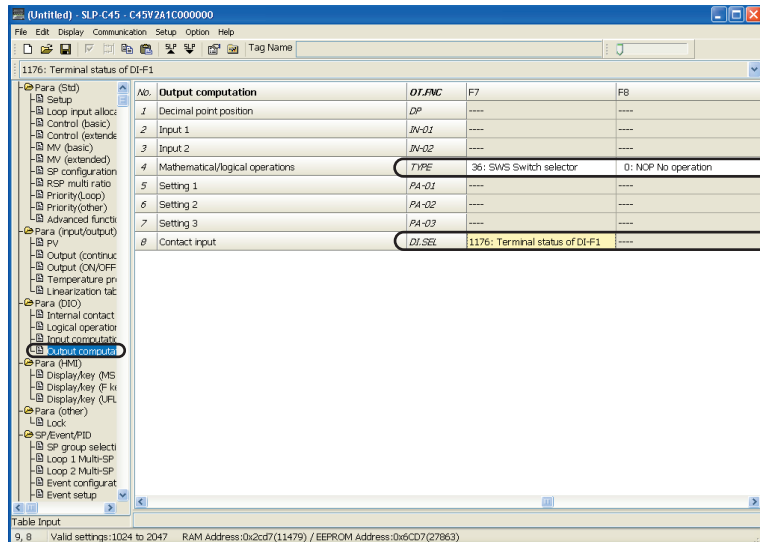 (Untitled) - SLP-C45 - C45V2A1C000000
File Edit Display Communication Setup Option Help
SLP SLP Tag Name
1176: Terminal status of DI-F1
Para (Std)
Setup
Loop input alloca
Control (basic)
Control (extende
MV (basic)
MV (extended)
SP configuration
RSP multi ratio
Priority(Loop)
Priority(other)
Advanced functio
Para (input/output)
PV
Output (continuo
Output (ON/OFF
Temperature pr
Linearization tab
Para (DIO)
Internal contact
Logical operation
Input computatio
Output computa
Para (HMI)
Display/key (MS
Display/key (F ke
Display/key (UFL
Para (other)
Lock
SP/Event/PID
SP group selecti
Loop 1 Multi-SP
Loop 2 Multi-SP
Event configurat
Event setup
No. Output computation OT.FNC F7 F8
1 Decimal point position DP ---- ----
2 Input 1 IN-01 ---- ----
3 Input 2 IN-02 ---- ----
4 Mathematical/logical operations TYPE 36: SWS Switch selector 0: NOP No operation
5 Setting 1 PA-01 ---- ----
6 Setting 2 PA-02 ---- ----
7 Setting 3 PA-03 ---- ----
8 Contact input DI.SEL 1176: Terminal status of DI-F1 ----
Table Input
9, 8 Valid settings:1024 to 2047 RAM Address:0x2cd7(11479) / EEPROM Address:0x6CD7(27863)